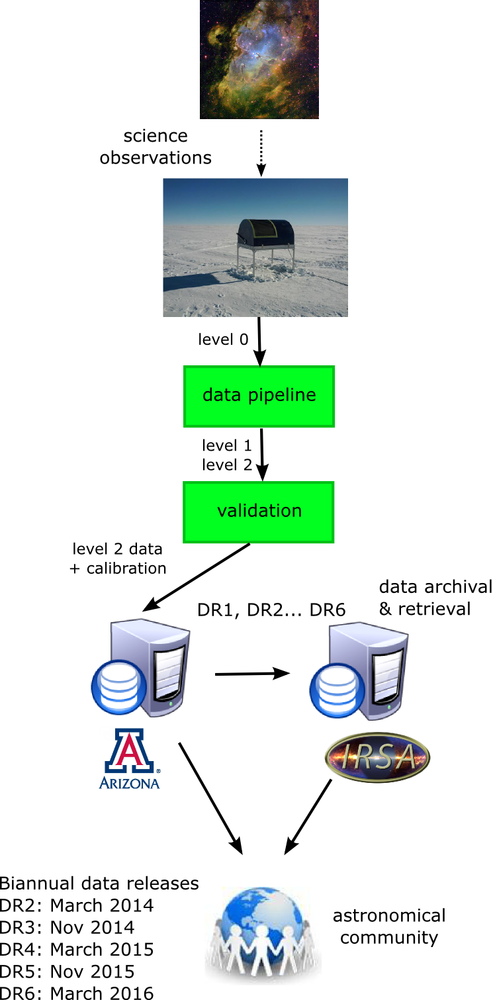 science
observations
level 0
data pipeline
level 1
level 2
validation
level 2 data
+ calibration
data archival
& retrieval
DR1, DR2... DR6
A
ARIZONA
®
IRSA
Biannual data releases
DR2: March 2014
DR3: Nov 2014
DR4: March 2015
DR5: Nov 2015
DR6: March 2016
astronomical
community